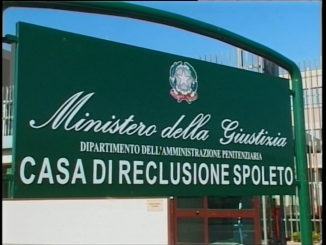 Ministero della Giustizia
DIPARTIMENTO DELL'AMMINISTRAZIONE PENITENZIARIA
CASA DI RECLUSIONE SPOLETO